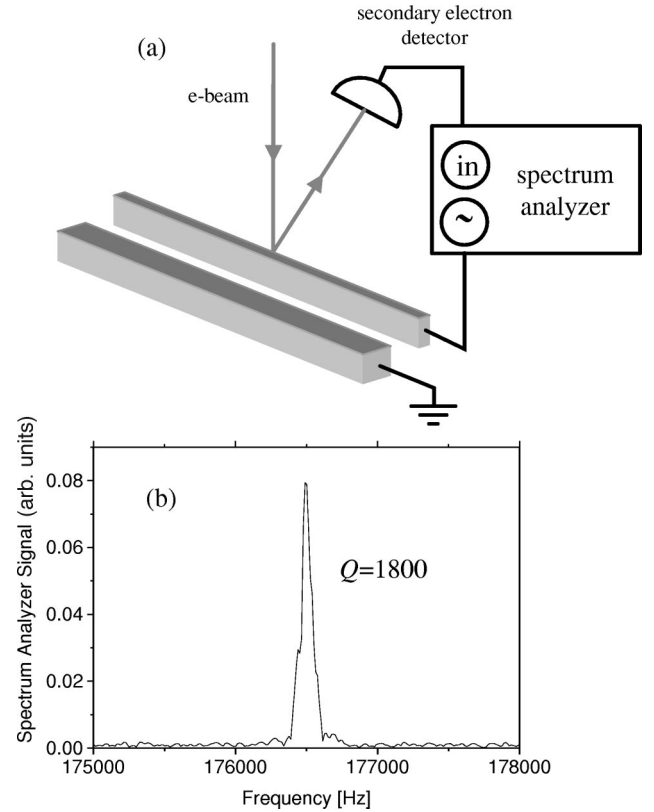 secondary electron
detector
(a)
e-beam
in
spectrum
~
analyzer
Spectrum Analyzer Signal (arb. units)
0.08
0.06
0.04
0.02
0.00
(b)
Q=1800
175000
176000
177000
178000
Frequency [Hz]